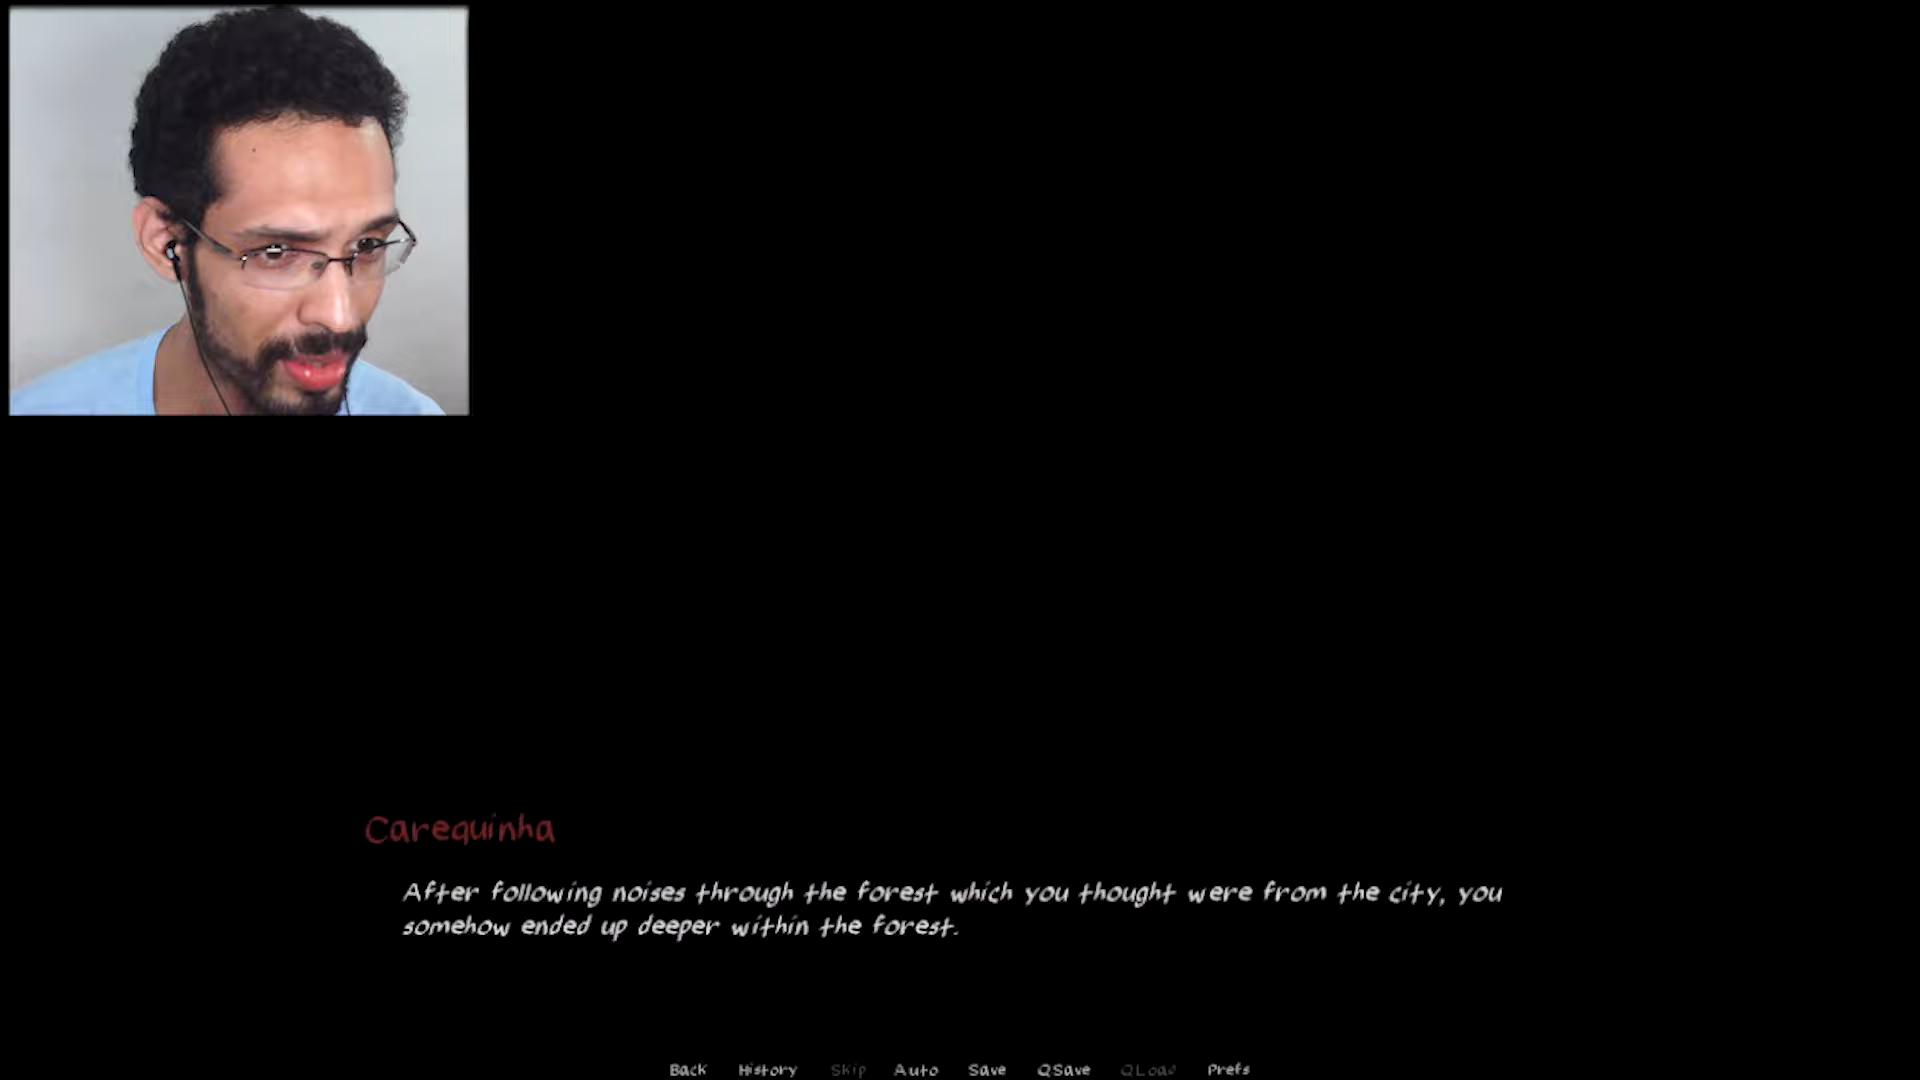 Carequinha
After following noises through the forest which you thought were from the city, you
somehow ended up deeper within the forest.
Back History Skip Auto Save QSave QLoad Prefs